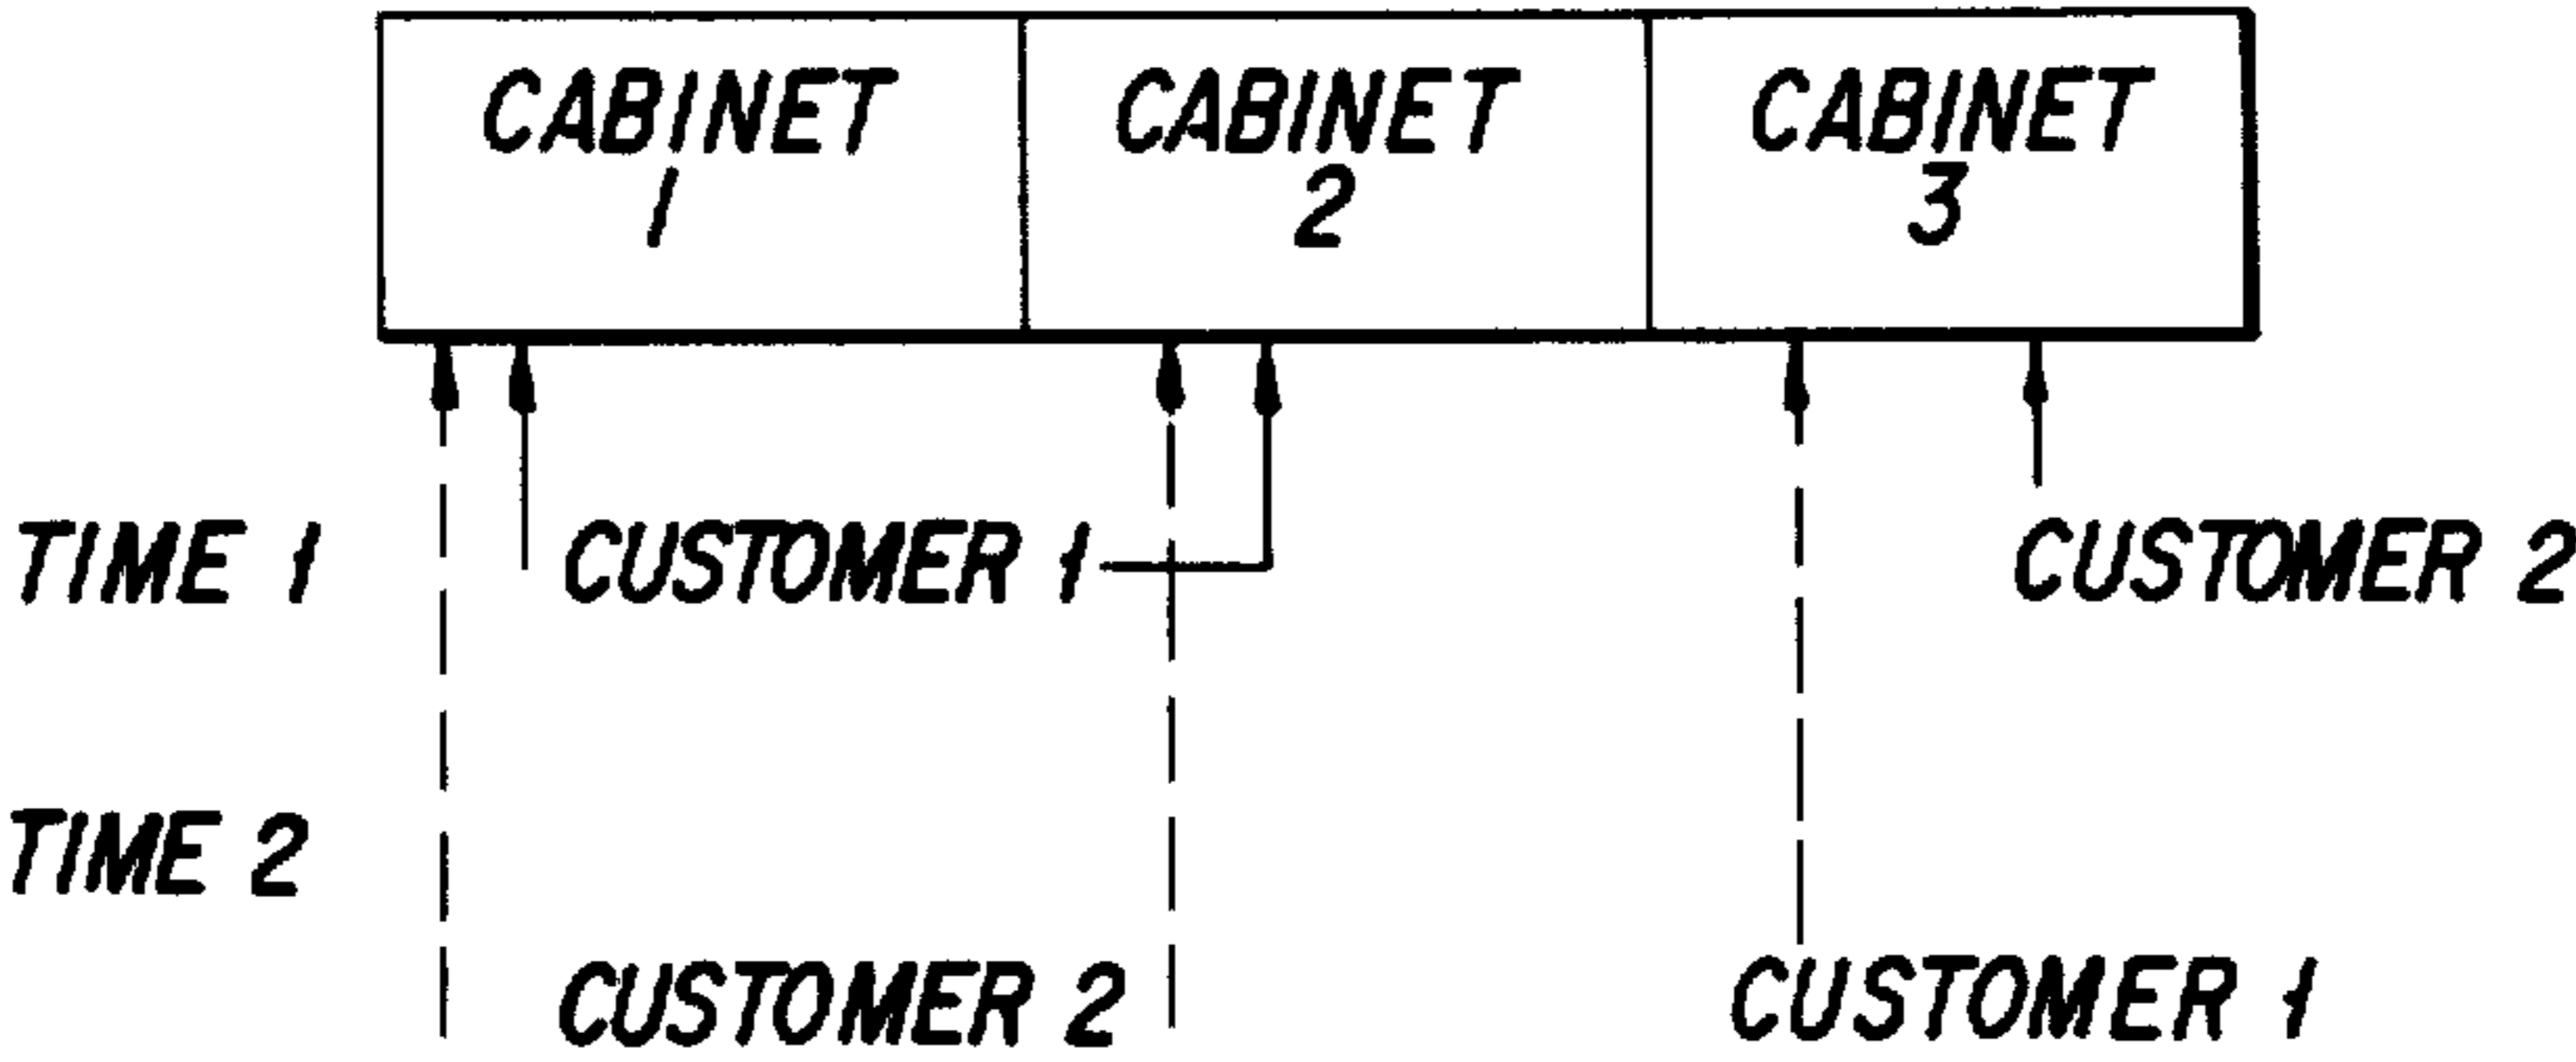 CABINET
1
CABINET
2
CABINET
3
TIME 1
CUSTOMER 1
CUSTOMER 2
TIME 2
CUSTOMER 2
CUSTOMER 1